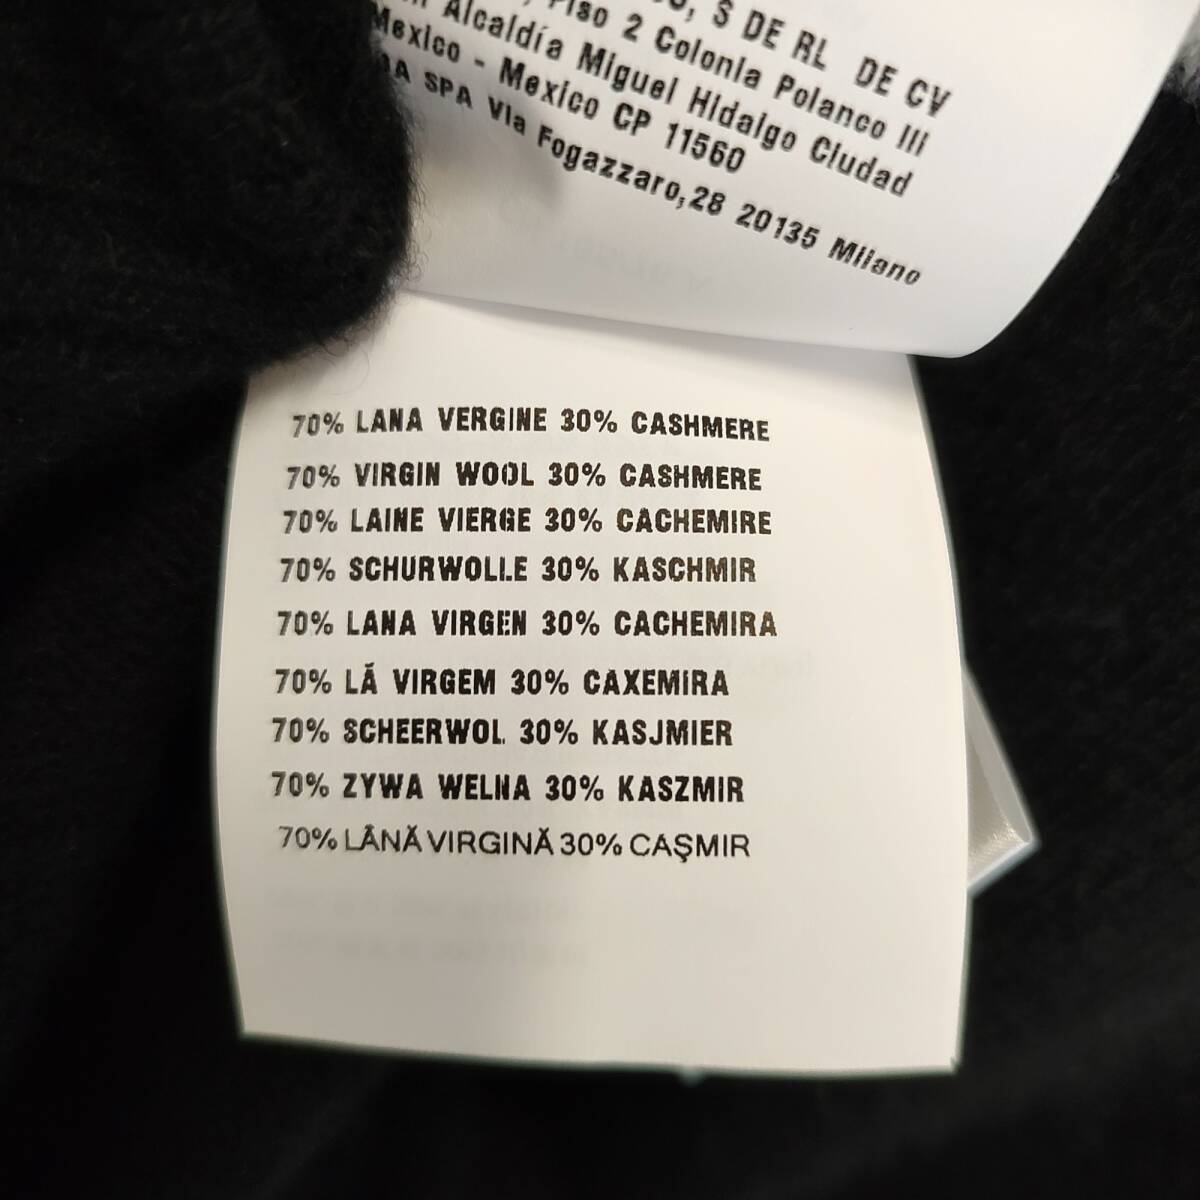 S DE RL DE CV
Piso 2 Colonia Polanco III
Alcaldía Miguel Hidalgo Ciudad
Mexico - Mexico CP 11560
SPA Via Fogazzaro,28 20135 Milano
70% LANA VERGINE 30% CASHMERE
70% VIRGIN WOOL 30% CASHMERE
70% LAINE VIERGE 30% CACHEMIRE
70% SCHURWOLLE 30% KASCHMIR
70% LANA VIRGEN 30% CACHEMIRA
70% LÃ VIRGEM 30% CAXEMIRA
70% SCHEERWOL 30% KASJMIER
70% ZYWA WELNA 30% KASZMIR
70% LÂNĂ VIRGINĂ 30% CAŞMIR